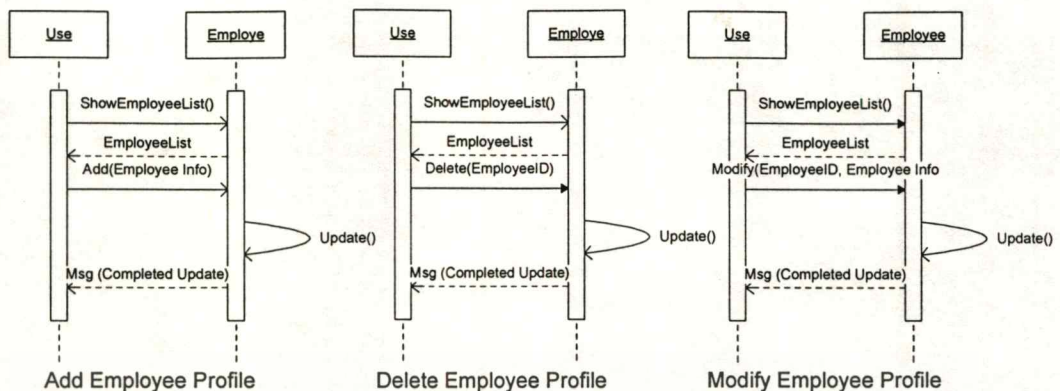 Use
Employe
ShowEmployeeList()
EmployeeList
Add(Employee Info)
Update()
Msg (Completed Update)
Add Employee Profile
Use
Employe
ShowEmployeeList()
EmployeeList
Delete(EmployeeID)
Update()
Msg (Completed Update)
Delete Employee Profile
Use
Employee
ShowEmployeeList()
EmployeeList
Modify(EmployeeID, Employee Info
Update()
Msg (Completed Update)
Modify Employee Profile